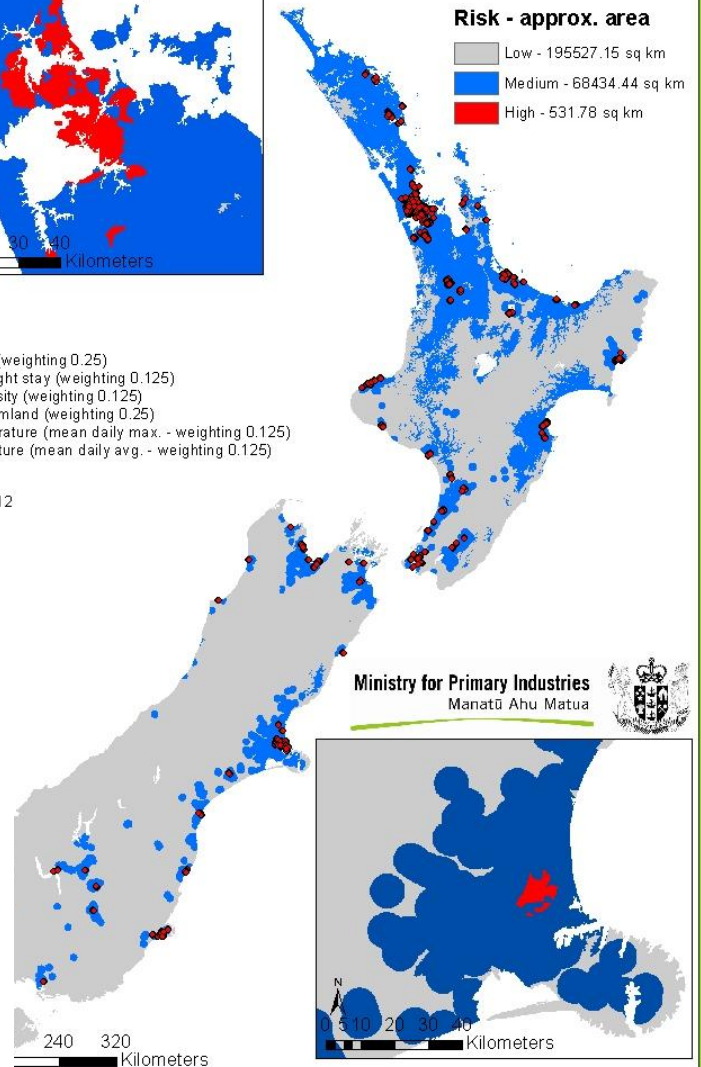 Risk - approx. area
Low - 195527.15 sq km
Medium - 68434.44 sq km
High - 531.78 sq km
30 40
Kilometers
(weighting 0.25)
ght stay (weighting 0.125)
sity (weighting 0.125)
mland (weighting 0.25)
rature (mean daily max. - weighting 0.125)
ture (mean daily avg. - weighting 0.125)
12
Ministry for Primary Industries
Manatū Ahu Matua
N
0 5 10 20 30 40
Kilometers
240 320
Kilometers